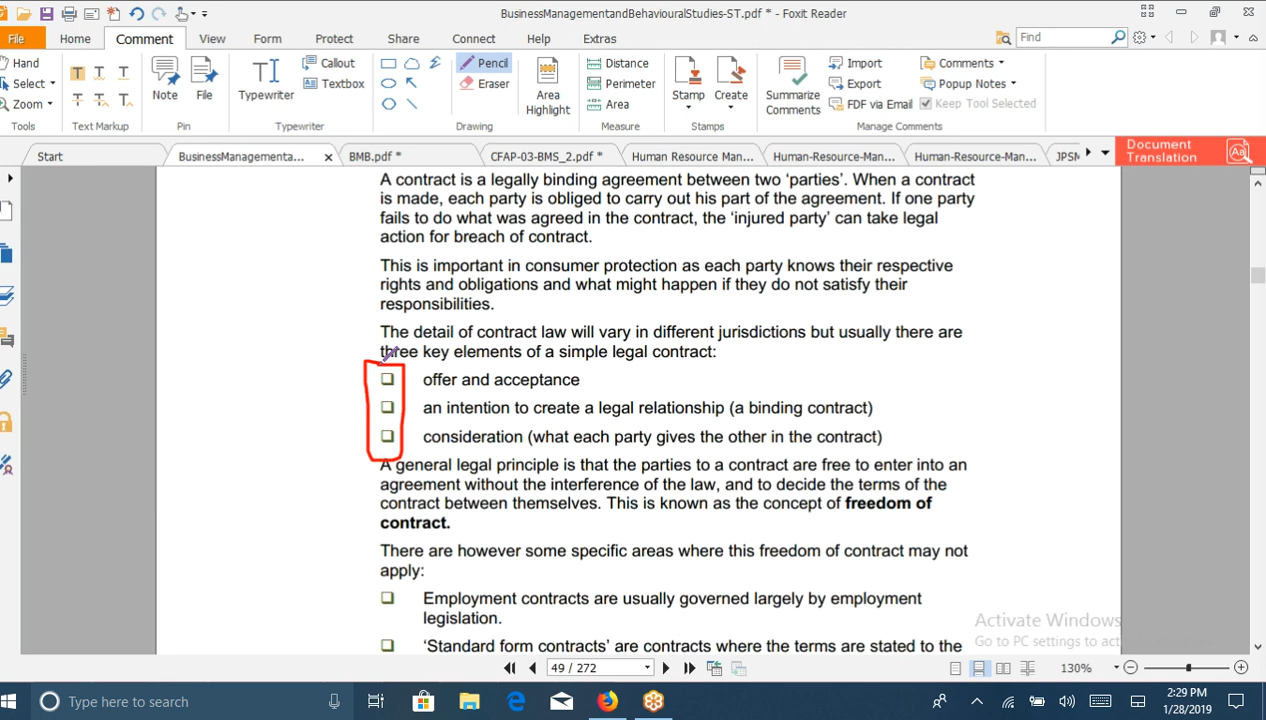 BusinessManagementandBehaviouralStudies-ST.pdf * - Foxit Reader
File Home Comment View Form Protect Share Connect Help Extras Find
Hand Callout Pencil Distance Import Comments
Select Textbox Eraser Perimeter Export Popup Notes
Zoom Note File Typewriter Area Highlight Area Stamp Create Summarize Comments FDF via Email Keep Tool Selected
Tools Text Markup Pin Typewriter Drawing Measure Stamps Manage Comments
Start BusinessManagementa... BMB.pdf * CFAP-03-BMS_2.pdf * Human Resource Man... Human-Resource-Man... Human-Resource-Man... JPSM Document Translation
A contract is a legally binding agreement between two ‘parties’. When a contract
is made, each party is obliged to carry out his part of the agreement. If one party
fails to do what was agreed in the contract, the ‘injured party’ can take legal
action for breach of contract.
This is important in consumer protection as each party knows their respective
rights and obligations and what might happen if they do not satisfy their
responsibilities.
The detail of contract law will vary in different jurisdictions but usually there are
three key elements of a simple legal contract:
offer and acceptance
an intention to create a legal relationship (a binding contract)
consideration (what each party gives the other in the contract)
A general legal principle is that the parties to a contract are free to enter into an
agreement without the interference of the law, and to decide the terms of the
contract between themselves. This is known as the concept of freedom of
contract.
There are however some specific areas where this freedom of contract may not
apply:
Employment contracts are usually governed largely by employment
legislation.
‘Standard form contracts’ are contracts where the terms are stated to the
Activate Windows
Go to PC settings to
49 / 272 130%
Type here to search
2:29 PM
1/28/2019